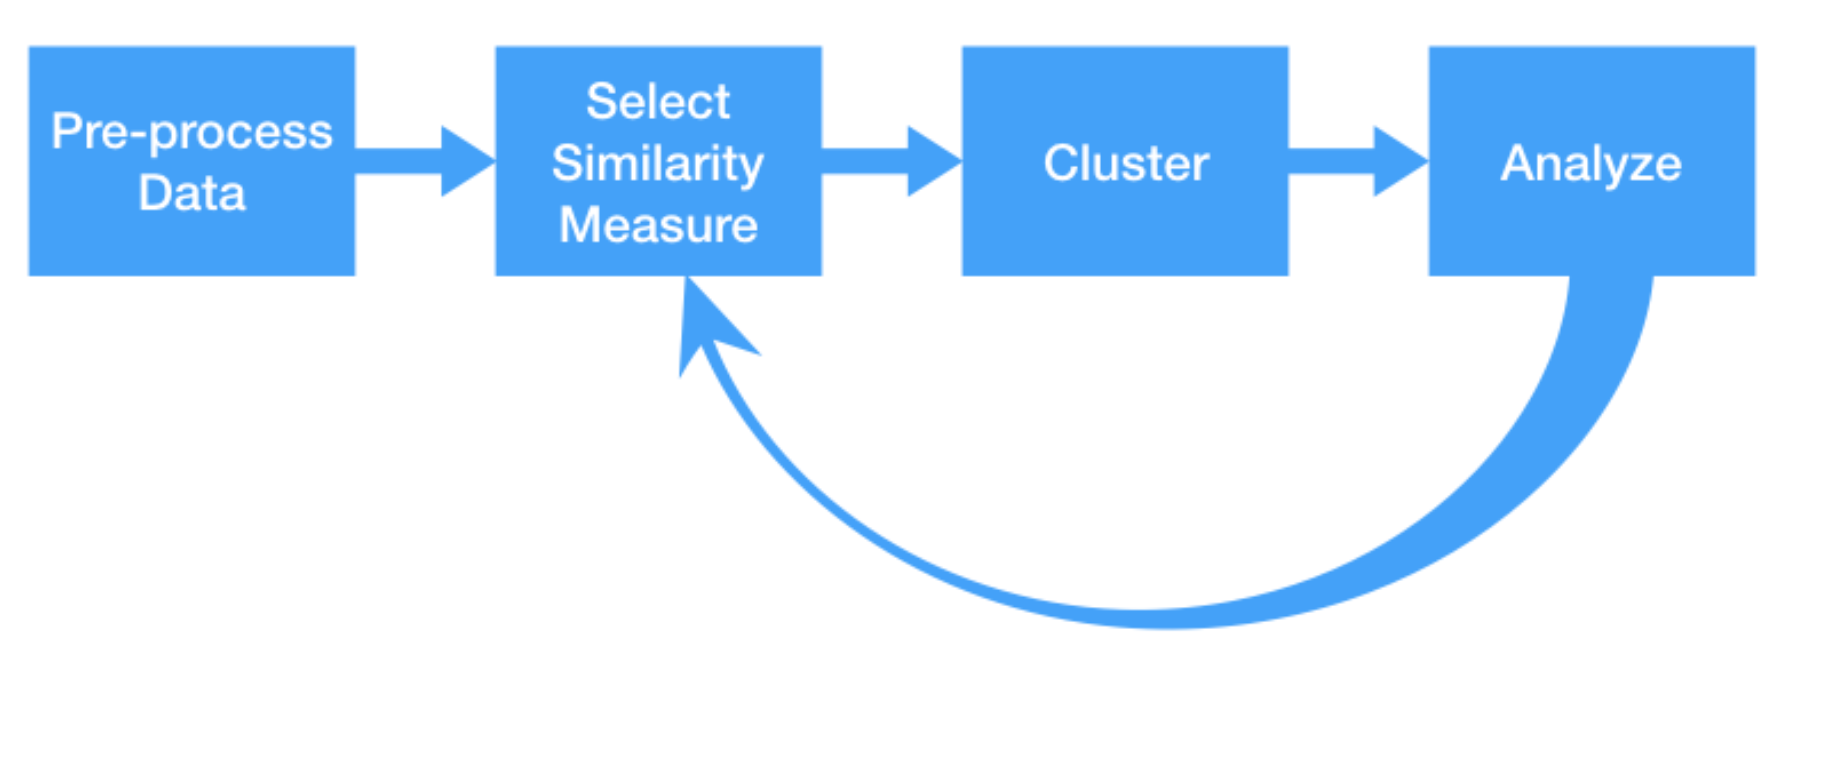 Pre-process
Data
Select
Similarity
Measure
Cluster
Analyze